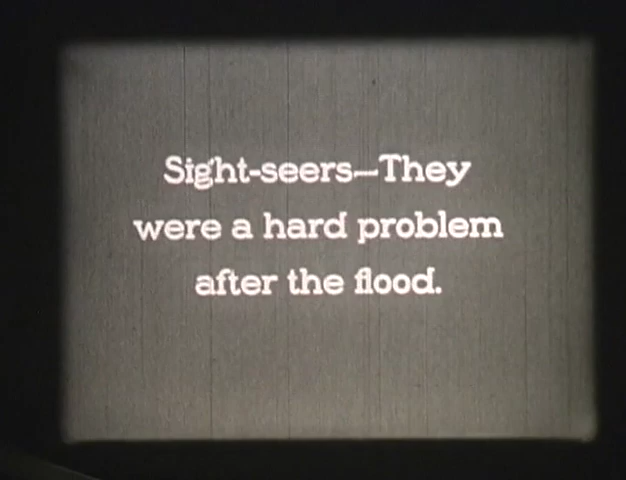 Sight-seers—They
were a hard problem
after the flood.